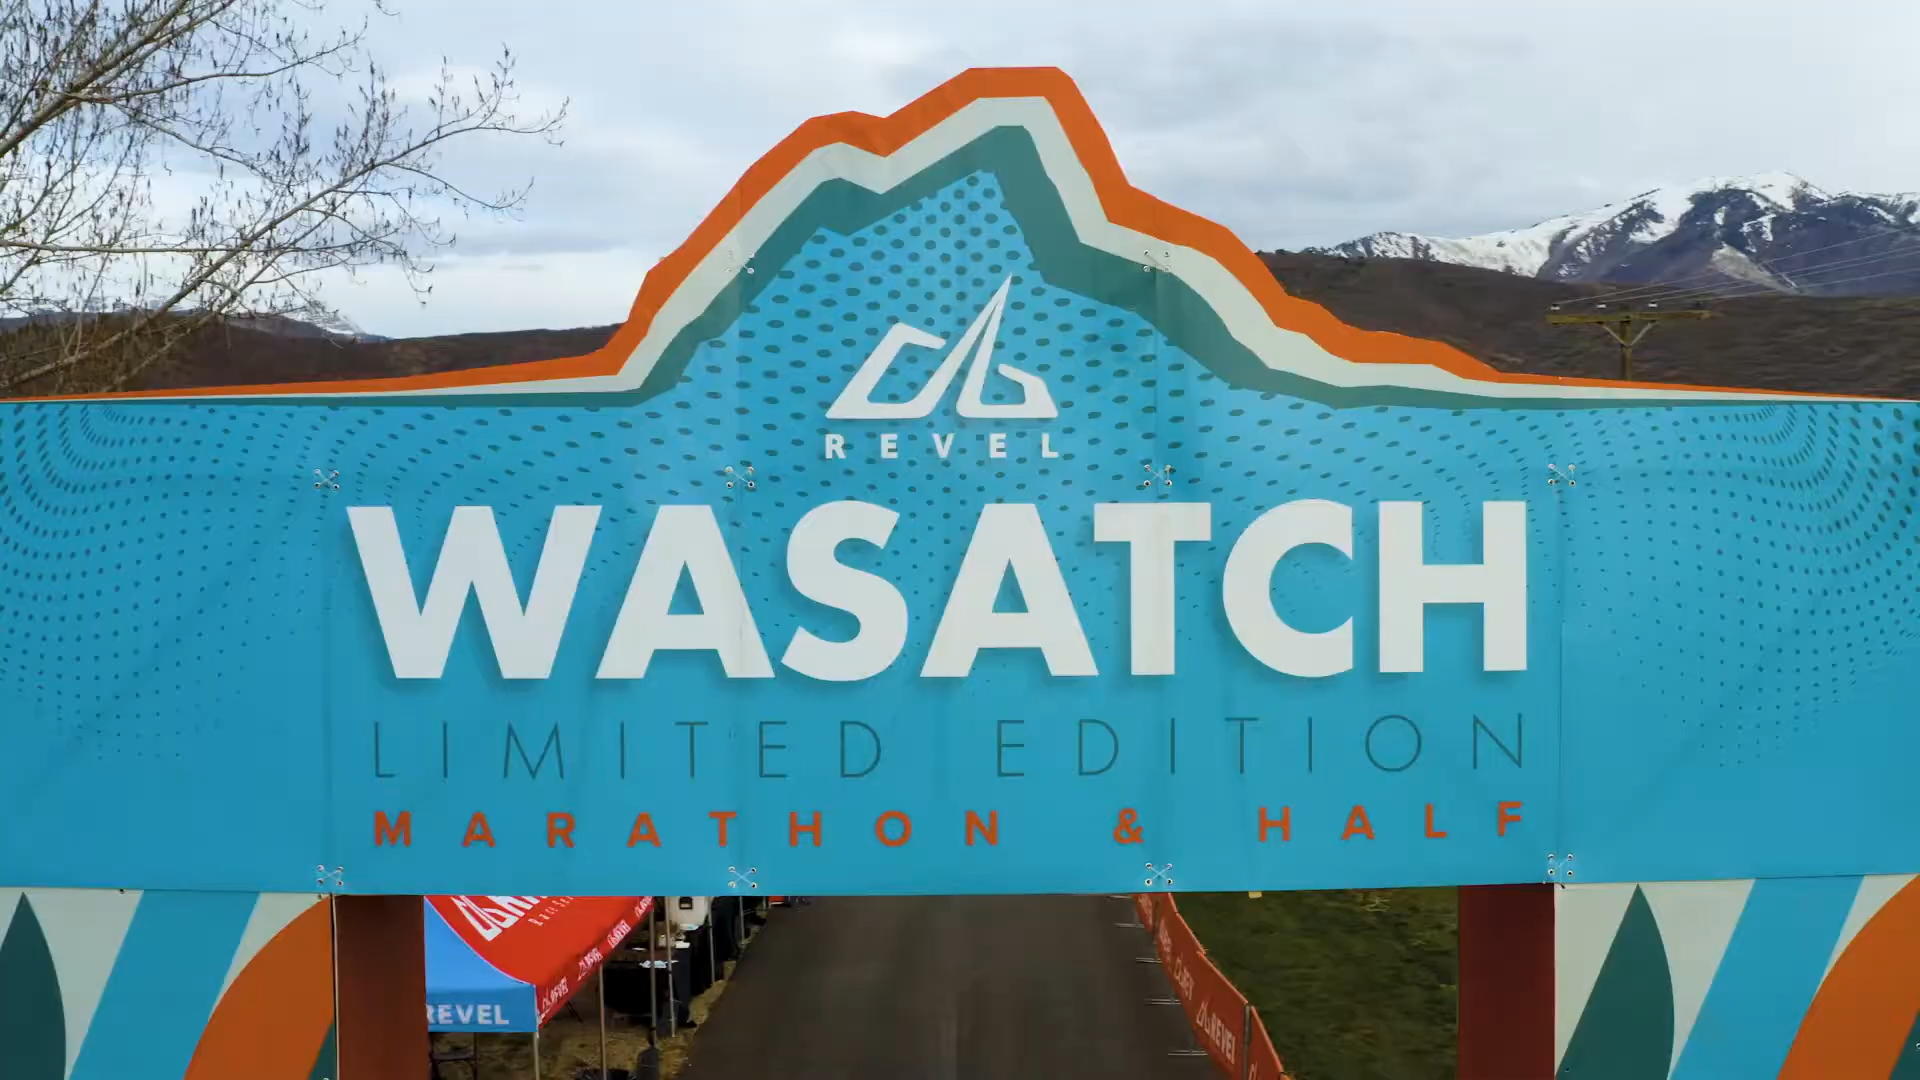 REVEL
WASATCH
LIMITED EDITION
MARATHON & HALF
REVEL
REVEL